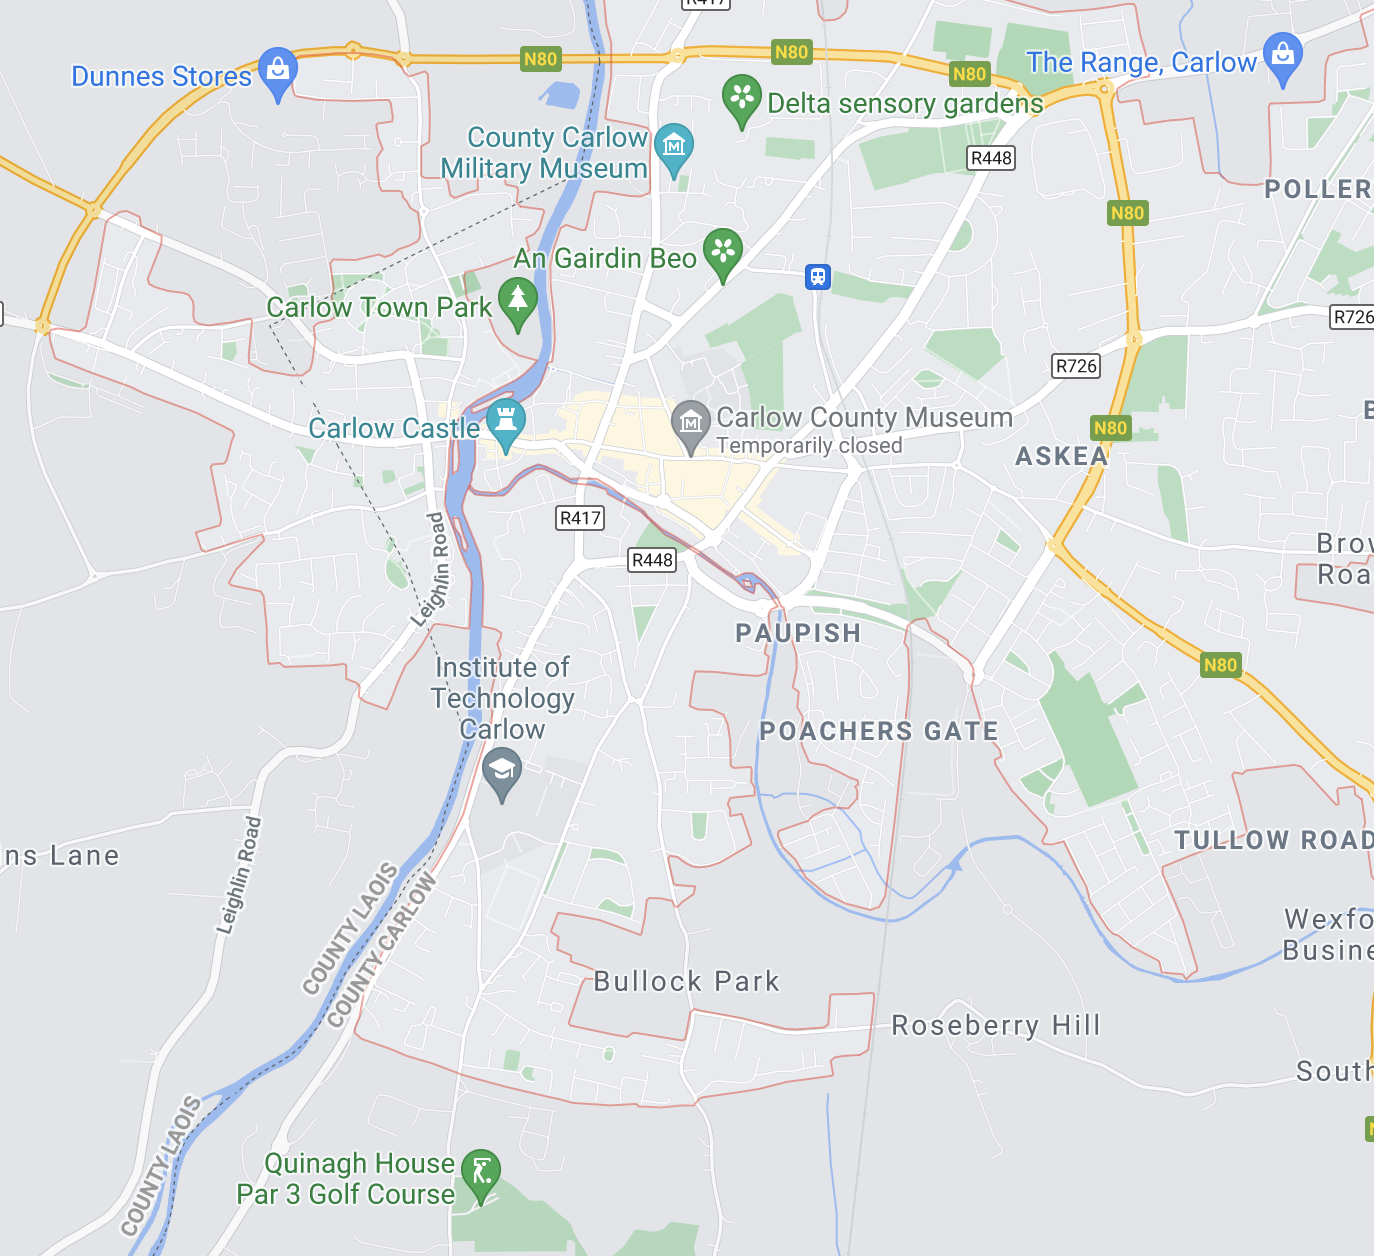 R417
N80
N80
N80
The Range, Carlow
Dunnes Stores
Delta sensory gardens
County Carlow
Military Museum
R448
POLLER
N80
An Gairdin Beo
Carlow Town Park
R726
R726
Carlow Castle
Carlow County Museum
Temporarily closed
N80
ASKEA
R417
Leighlin Road
R448
Brow
Roa
PAUPISH
N80
Institute of
Technology
Carlow
POACHERS GATE
TULLOW ROAD
ns Lane
Leighlin Road
COUNTY LAOIS
COUNTY CARLOW
Wexfo
Busine
Bullock Park
Roseberry Hill
South
COUNTY LAOIS
Quinagh House
Par 3 Golf Course